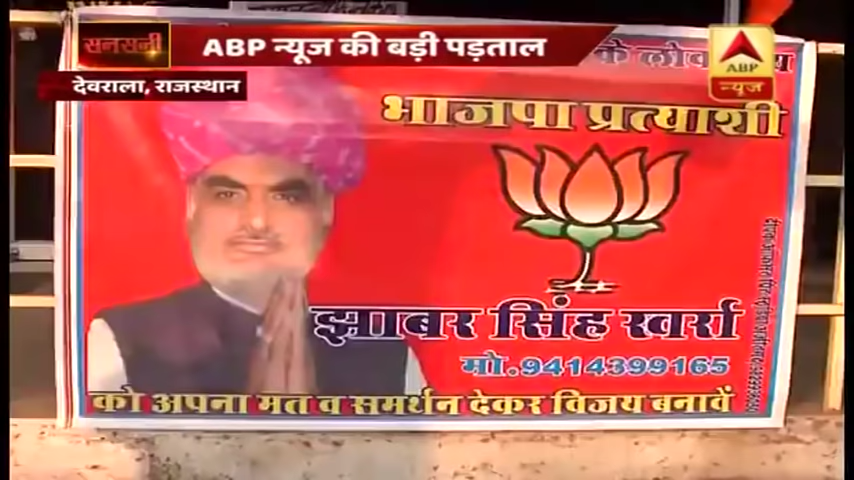 सनसनी
ABP न्यूज़ की बड़ी पड़ताल
देवराला, राजस्थान
के लोक
ABP
न्यूज़
भाजपा प्रत्याशी
झाबर सिंह खर्रा
मो.9414399165
को अपना मत व समर्थन देकर विजय बनावें